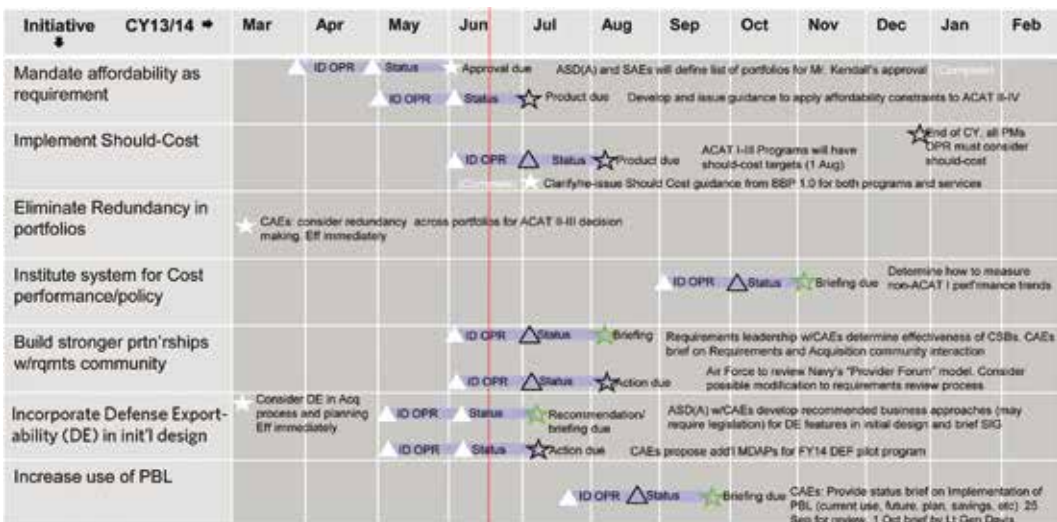 Initiative CY13/14 Mar Apr May Jun Jul Aug Sep Oct Nov Dec Jan Feb
Mandate affordability as
requirement
ID OPR Status Approval due ASD(A) and SAEs will define list of portfolios for Mr. Kendall's approval
ID OPR Status Product due Develop and issue guidance to apply affordability constraints to ACAT II-IV
Implement Should-Cost
End of CY, all PMs
OPR must consider
should-cost
ID OPR Status Product due
ACAT I-III Programs will have
should-cost targets (1 Aug)
Clarify/re-issue Should Cost guidance from BBP 1.0 for both programs and services
Eliminate Redundancy in
portfolios
CAEs: consider redundancy across portfolios for ACAT II-III decision
making. Eff immediately
Institute system for Cost
performance/policy
ID OPR Status Briefing due
Determine how to measure
non-ACAT I performance trends
Build stronger prtn'rships
w/rqmts community
ID OPR Status Briefing
Requirements leadership w/CAEs determine effectiveness of CSBs. CAEs
brief on Requirements and Acquisition community interaction
ID OPR Status Action due
Air Force to review Navy's "Provider Forum" model. Consider
possible modification to requirements review process
Incorporate Defense Export-
ability (DE) in init'l design
Consider DE in Acq
process and planning
Eff immediately
ID OPR Status Recommendation/
briefing due
ASD(A) w/CAEs develop recommended business approaches (may
require legislation) for DE features in initial design and brief SIG
ID OPR Status Action due CAEs propose add'l MDAPs for FY14 DEF pilot program
Increase use of PBL
ID OPR Status Briefing due
CAEs: Provide status brief on Implementation of
PBL (current use, future, plan, savings, etc) 25
Sep for review, 1 Oct brief by Lt Gen Davis